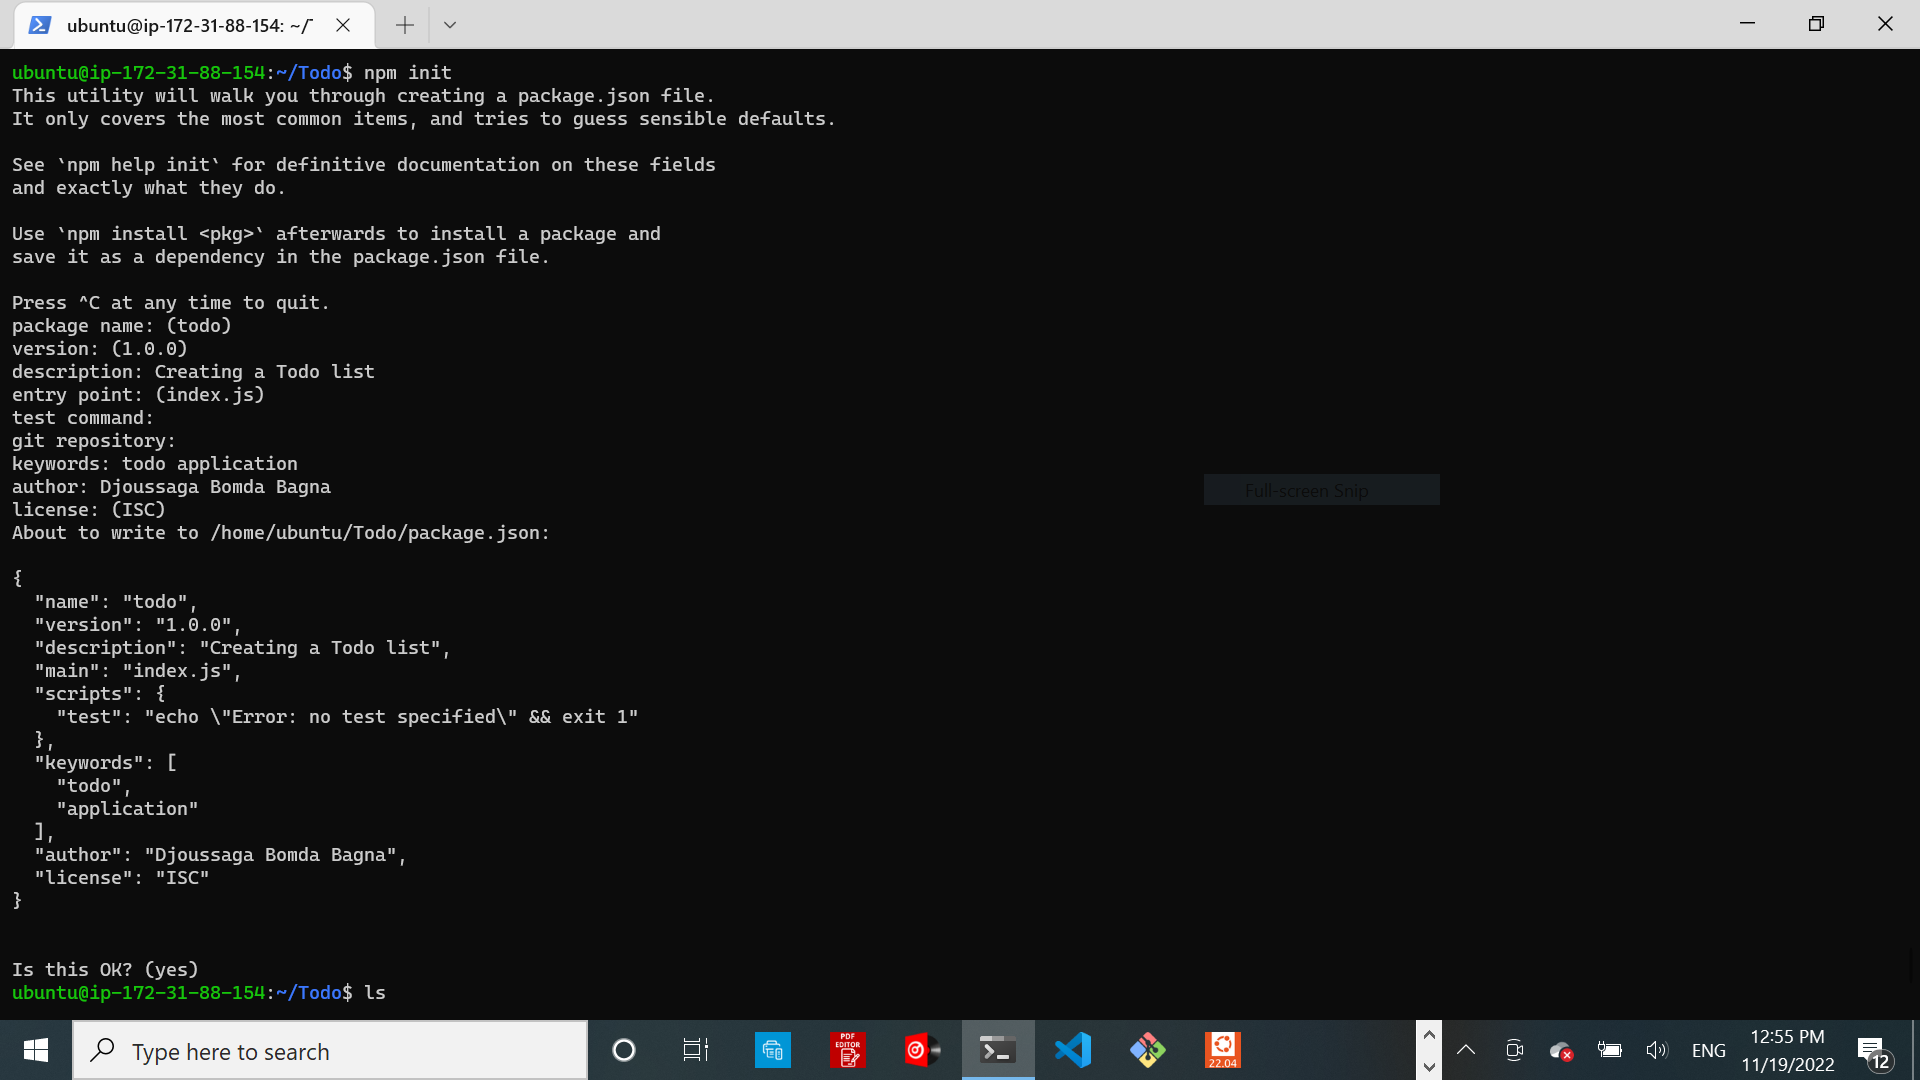 ubuntu@ip-172-31-88-154: ~/T
ubuntu@ip-172-31-88-154:~/Todo$ npm init
This utility will walk you through creating a package.json file.
It only covers the most common items, and tries to guess sensible defaults.
See `npm help init` for definitive documentation on these fields
and exactly what they do.
Use `npm install <pkg>` afterwards to install a package and
save it as a dependency in the package.json file.
Press ^C at any time to quit.
package name: (todo)
version: (1.0.0)
description: Creating a Todo list
entry point: (index.js)
test command:
git repository:
keywords: todo application
author: Djoussaga Bomda Bagna
license: (ISC)
About to write to /home/ubuntu/Todo/package.json:
{
  "name": "todo",
  "version": "1.0.0",
  "description": "Creating a Todo list",
  "main": "index.js",
  "scripts": {
    "test": "echo \"Error: no test specified\" && exit 1"
  },
  "keywords": [
    "todo",
    "application"
  ],
  "author": "Djoussaga Bomda Bagna",
  "license": "ISC"
}
Is this OK? (yes)
ubuntu@ip-172-31-88-154:~/Todo$ ls
Full-screen Snip
Type here to search
PDF
EDITOR
22.04
ENG
12:55 PM
11/19/2022
12